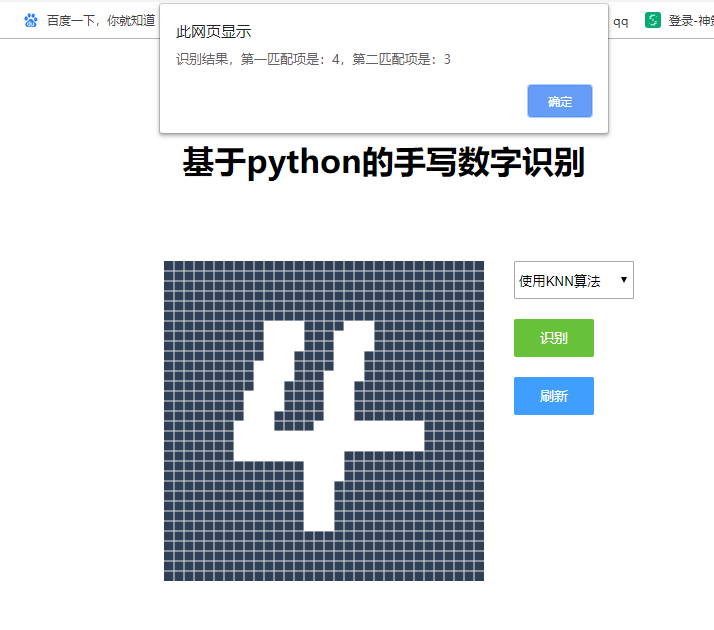 百度一下，你就知道
qq
登录-神
此网页显示
识别结果，第一匹配项是：4，第二匹配项是：3
确定
基于python的手写数字识别
4
使用KNN算法
识别
刷新